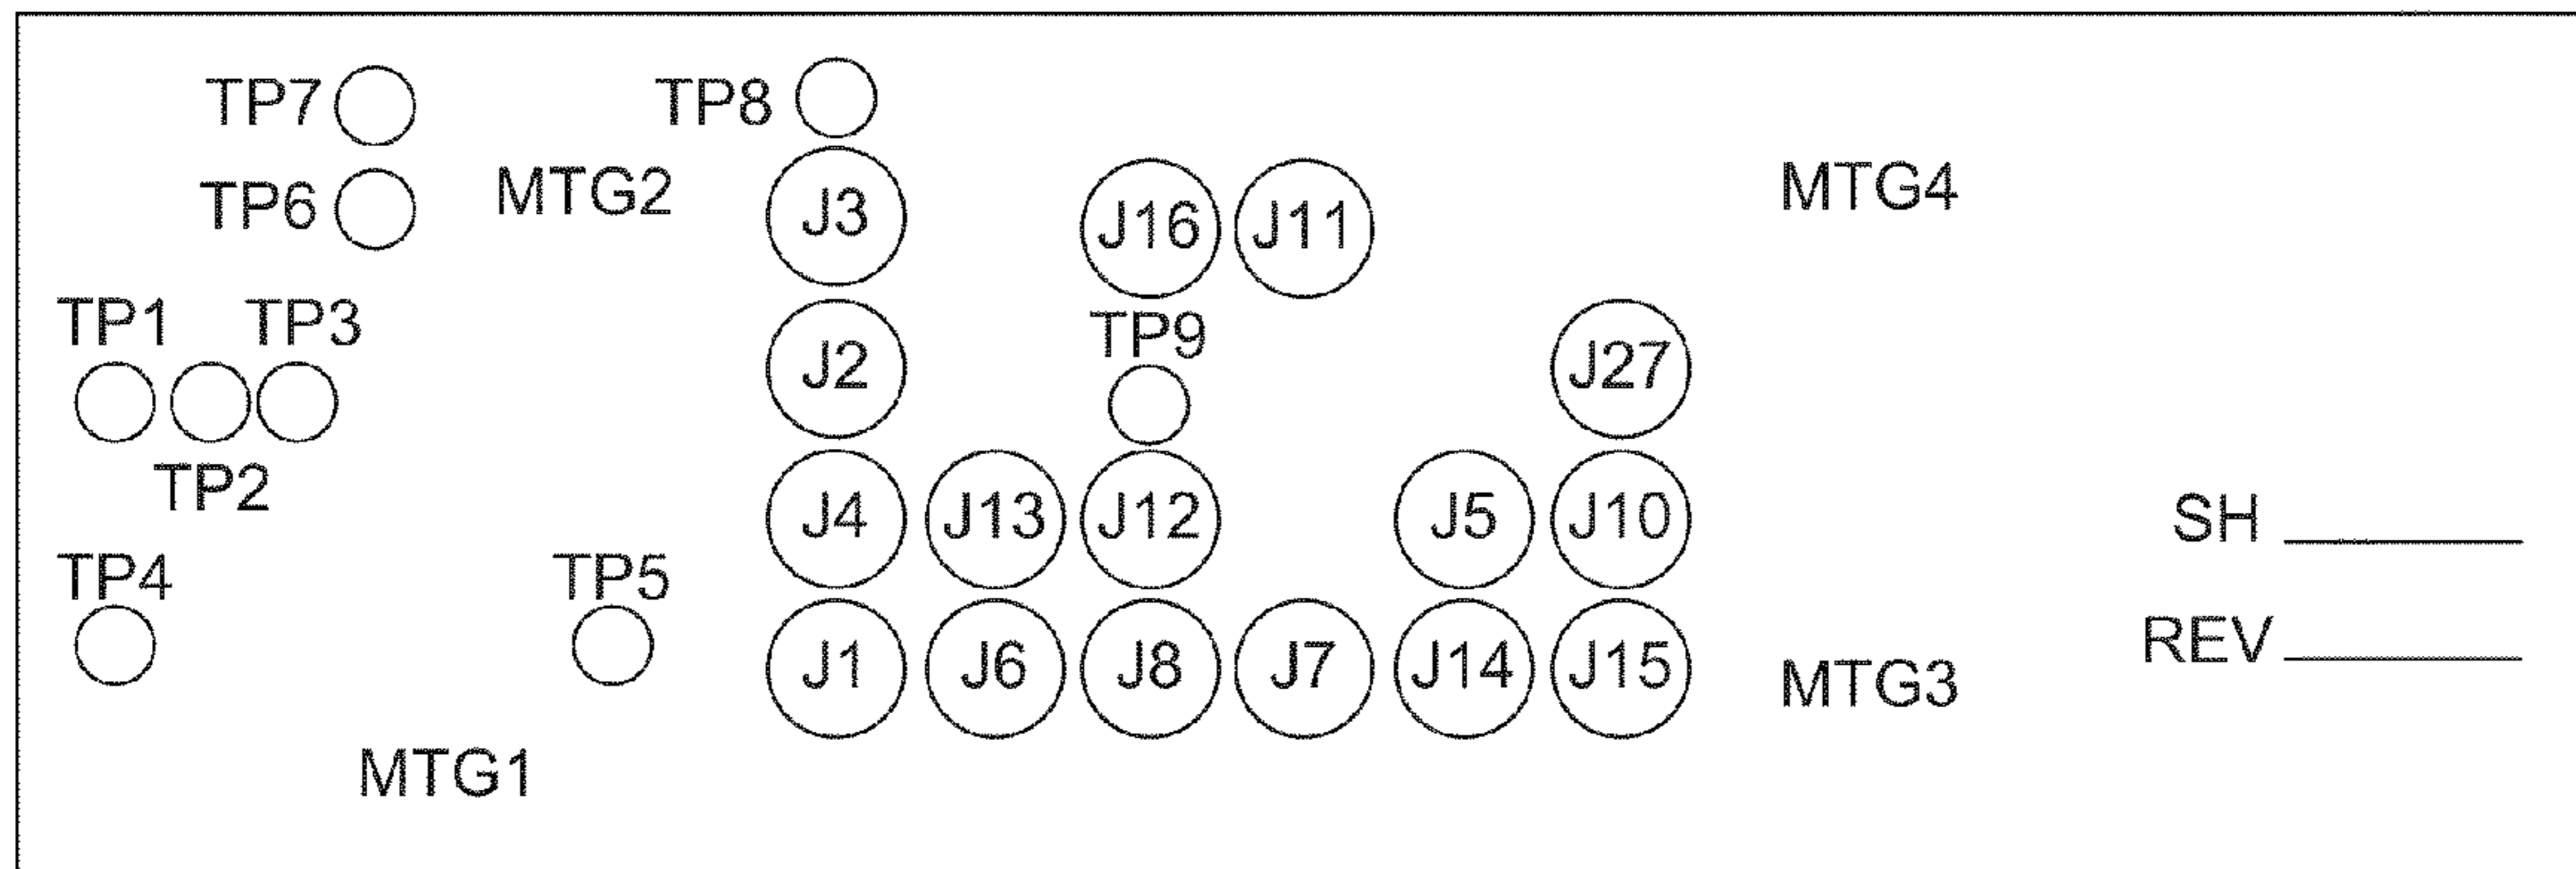 TP7 TP8
MTG2 MTG4
TP6 J3 J16 J11
TP1 TP3 TP9
J2 J27
TP2 J4 J13 J12 J5 J10 SH
TP4 TP5
J1 J6 J8 J7 J14 J15 REV
MTG3
MTG1